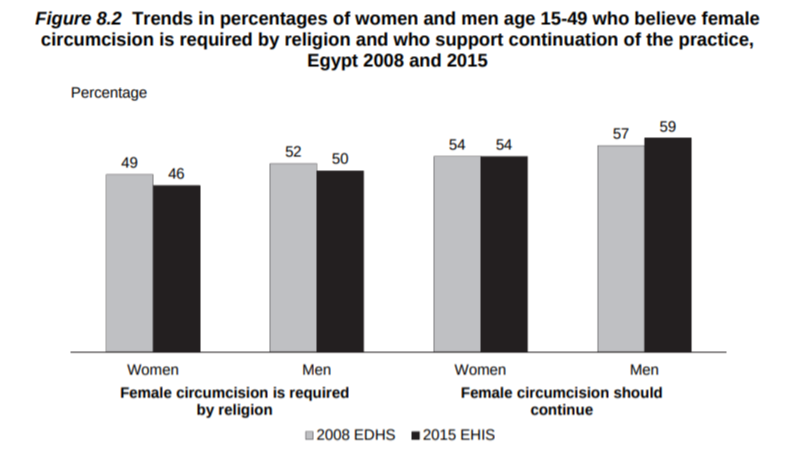 Figure 8.2 Trends in percentages of women and men age 15-49 who believe female
circumcision is required by religion and who support continuation of the practice,
Egypt 2008 and 2015
Percentage
49
46
52
50
54
54
57
59
Women
Men
Women
Men
Female circumcision is required
by religion
Female circumcision should
continue
2008 EDHS
2015 EHIS